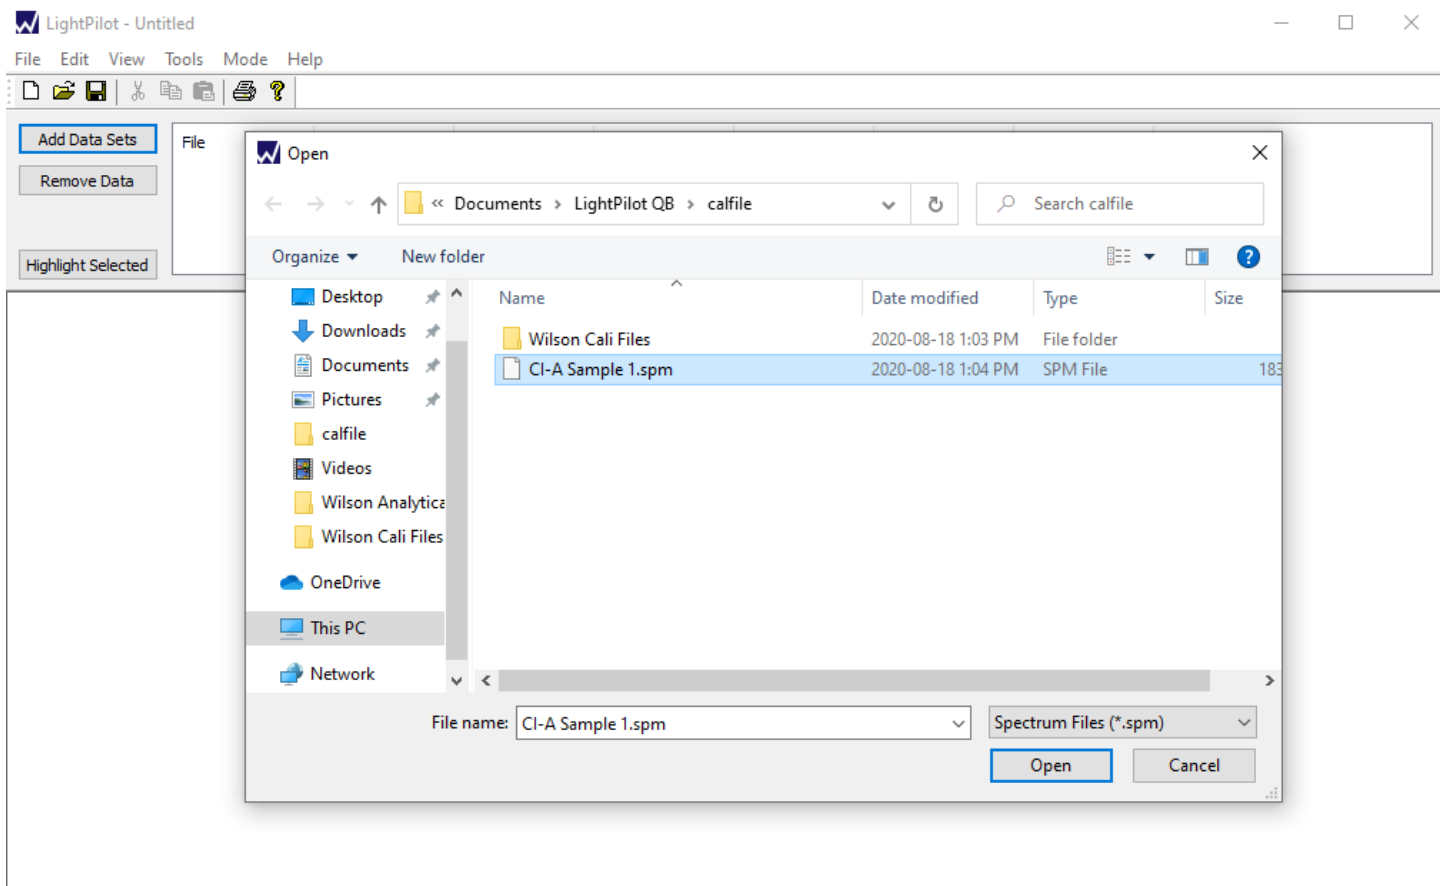 LightPilot - Untitled
File Edit View Tools Mode Help
Add Data Sets
Remove Data
Highlight Selected
File
Open
« Documents > LightPilot QB > calfile
Search calfile
Organize New folder
?
Desktop
Downloads
Documents
Pictures
calfile
Videos
Wilson Analytica
Wilson Cali Files
OneDrive
This PC
Network
Name Date modified Type Size
Wilson Cali Files 2020-08-18 1:03 PM File folder
CI-A Sample 1.spm 2020-08-18 1:04 PM SPM File 183
File name: CI-A Sample 1.spm Spectrum Files (*.spm)
Open Cancel